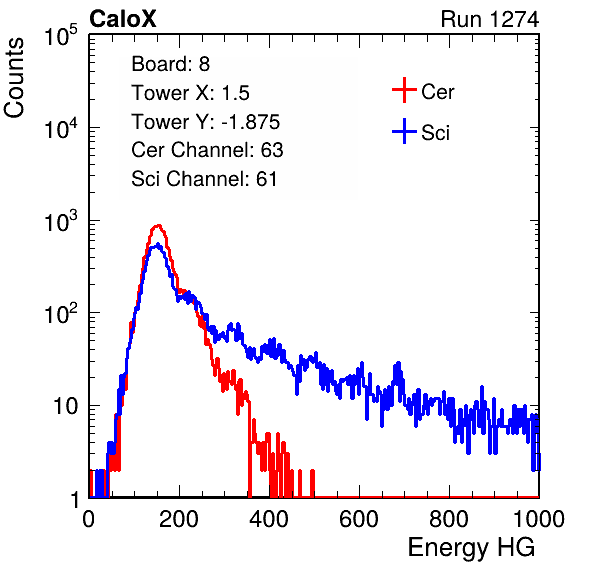 CaloX Run 1274
Counts
Board: 8
Tower X: 1.5
Tower Y: -1.875
Cer Channel: 63
Sci Channel: 61
Cer
Sci
10^5
10^4
10^3
10^2
10
1
0 200 400 600 800 1000
Energy HG